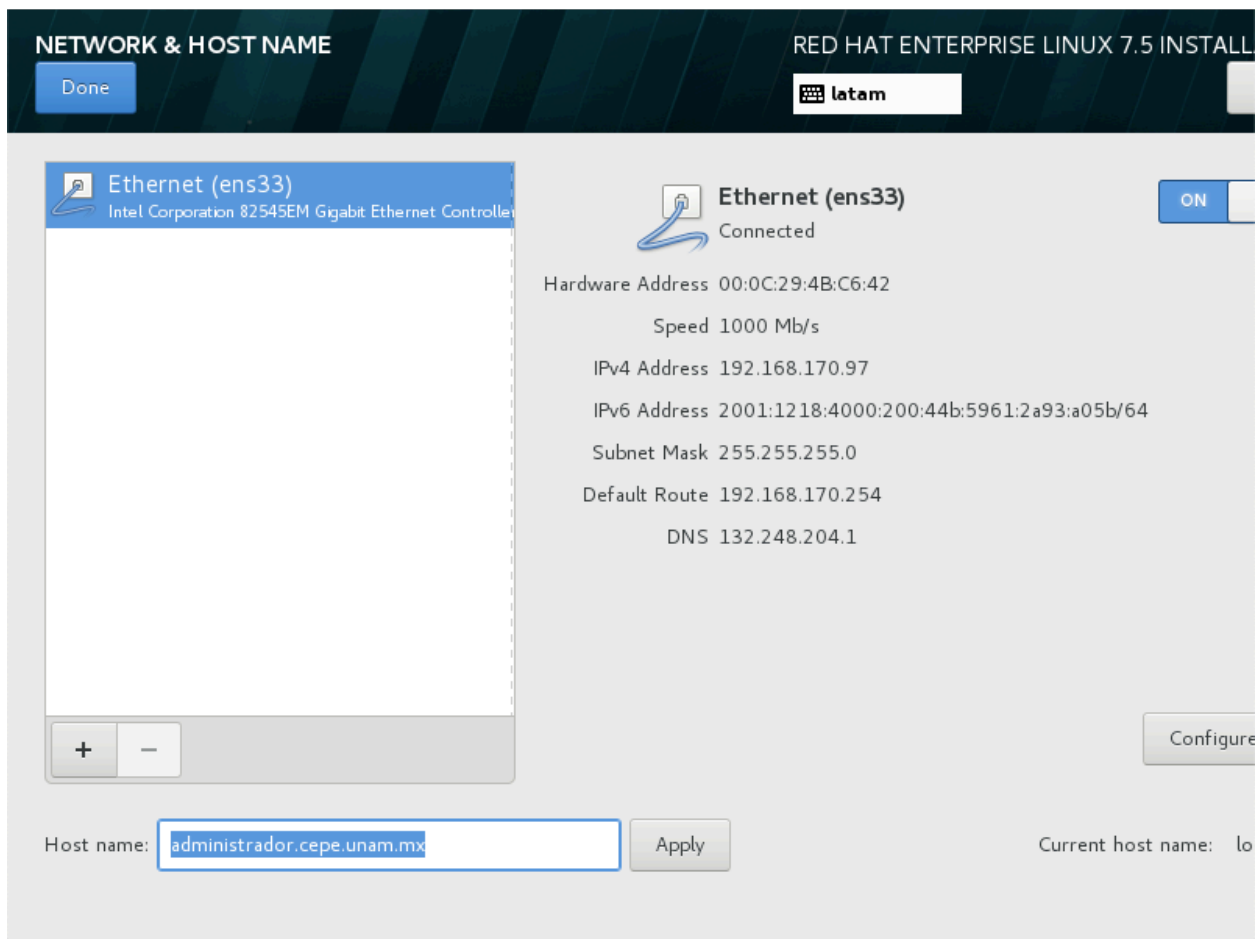 NETWORK & HOST NAME
RED HAT ENTERPRISE LINUX 7.5 INSTALL
Done
latam
Ethernet (ens33)
Intel Corporation 82545EM Gigabit Ethernet Controller
Ethernet (ens33)
Connected
ON
Hardware Address 00:0C:29:4B:C6:42
Speed 1000 Mb/s
IPv4 Address 192.168.170.97
IPv6 Address 2001:1218:4000:200:44b:5961:2a93:a05b/64
Subnet Mask 255.255.255.0
Default Route 192.168.170.254
DNS 132.248.204.1
+ −
Configure
Host name: administrador.cepe.unam.mx Apply
Current host name: lo